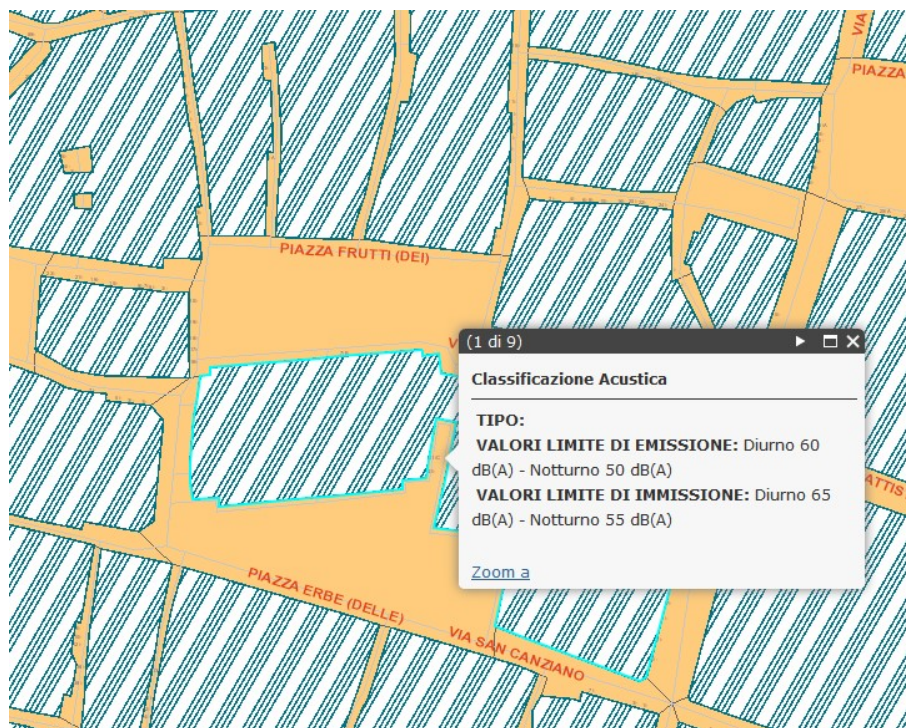 VIA
PIAZZA
PIAZZA FRUTTI (DEI)
V
(1 di 9)
Classificazione Acustica
TIPO:
VALORI LIMITE DI EMISSIONE: Diurno 60
dB(A) - Notturno 50 dB(A)
VALORI LIMITE DI IMMISSIONE: Diurno 65
dB(A) - Notturno 55 dB(A)
Zoom a
ATTIS
PIAZZA ERBE (DELLE)
VIA SAN CANZIANO